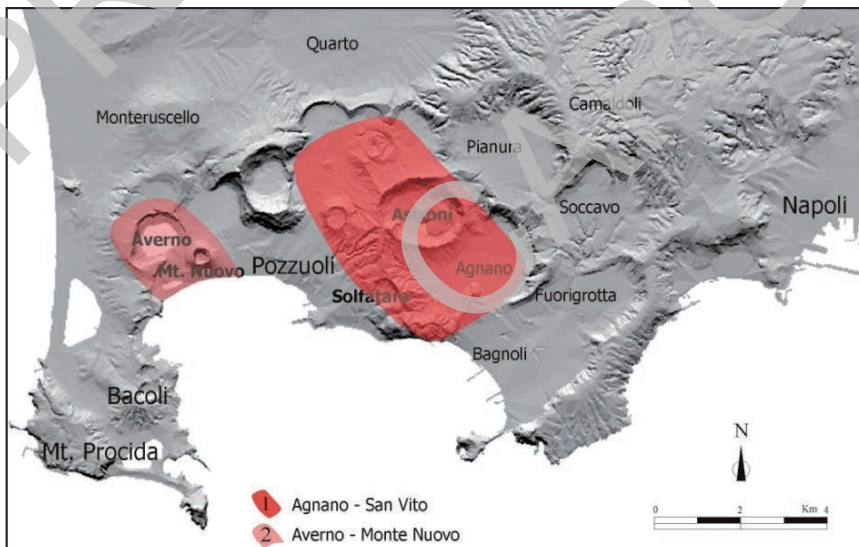 Quarto
Monteruscello
Camaldoli
Pianura
Astroni
Soccavo
Napoli
Averno
Mt. Nuovo
Pozzuoli
Agnano
Solfatara
Fuorigrotta
Bagnoli
Bacoli
Mt. Procida
N
1 Agnano - San Vito
2 Averno - Monte Nuovo
Km
0 2 4